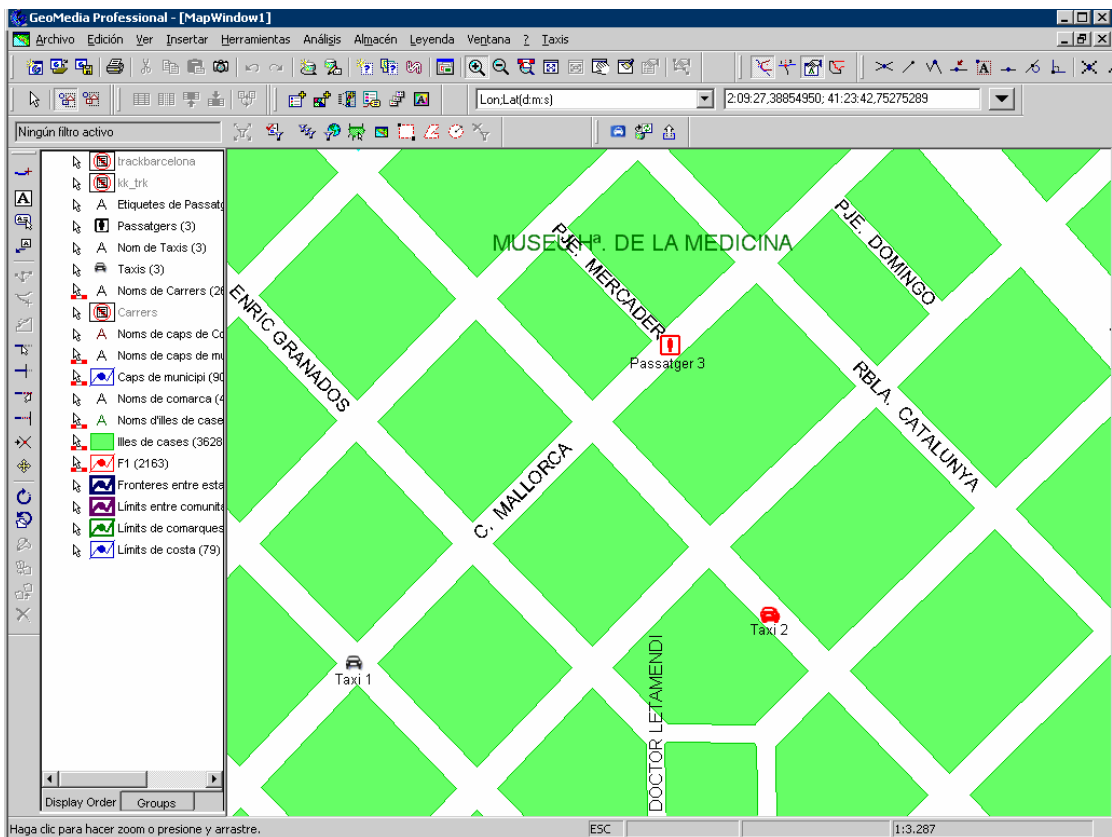 GeoMedia Professional - [MapWindow1]
Archivo Edición Ver Insertar Herramientas Análisis Almacén Leyenda Ventana ? Taxis
Lon;Lat(d:m:s)
2:09:27,38854950; 41:23:42,75275289
Ningún filtro activo
trackbarcelona
kk_trk
Etiquetes de Passatg
Passatgers (3)
Nom de Taxis (3)
Taxis (3)
Noms de Carrers (26
Carrers
Noms de caps de Co
Noms de caps de mu
Caps de municipi (90
Noms de comarca (4
Noms d'illes de case
Illes de cases (3628
F1 (2163)
Fronteres entre esta
Límits entre comunita
Límits de comarques
Límits de costa (79)
Display Order Groups
MUSEU Hª. DE LA MEDICINA
PJE. MERCADER
PJE. DOMINGO
ENRIC GRANADOS
Passatger 3
RBLA. CATALUNYA
C. MALLORCA
Taxi 2
Taxi 1
DOCTOR LETAMENDI
Haga clic para hacer zoom o presione y arrastre.
ESC
1:3.287